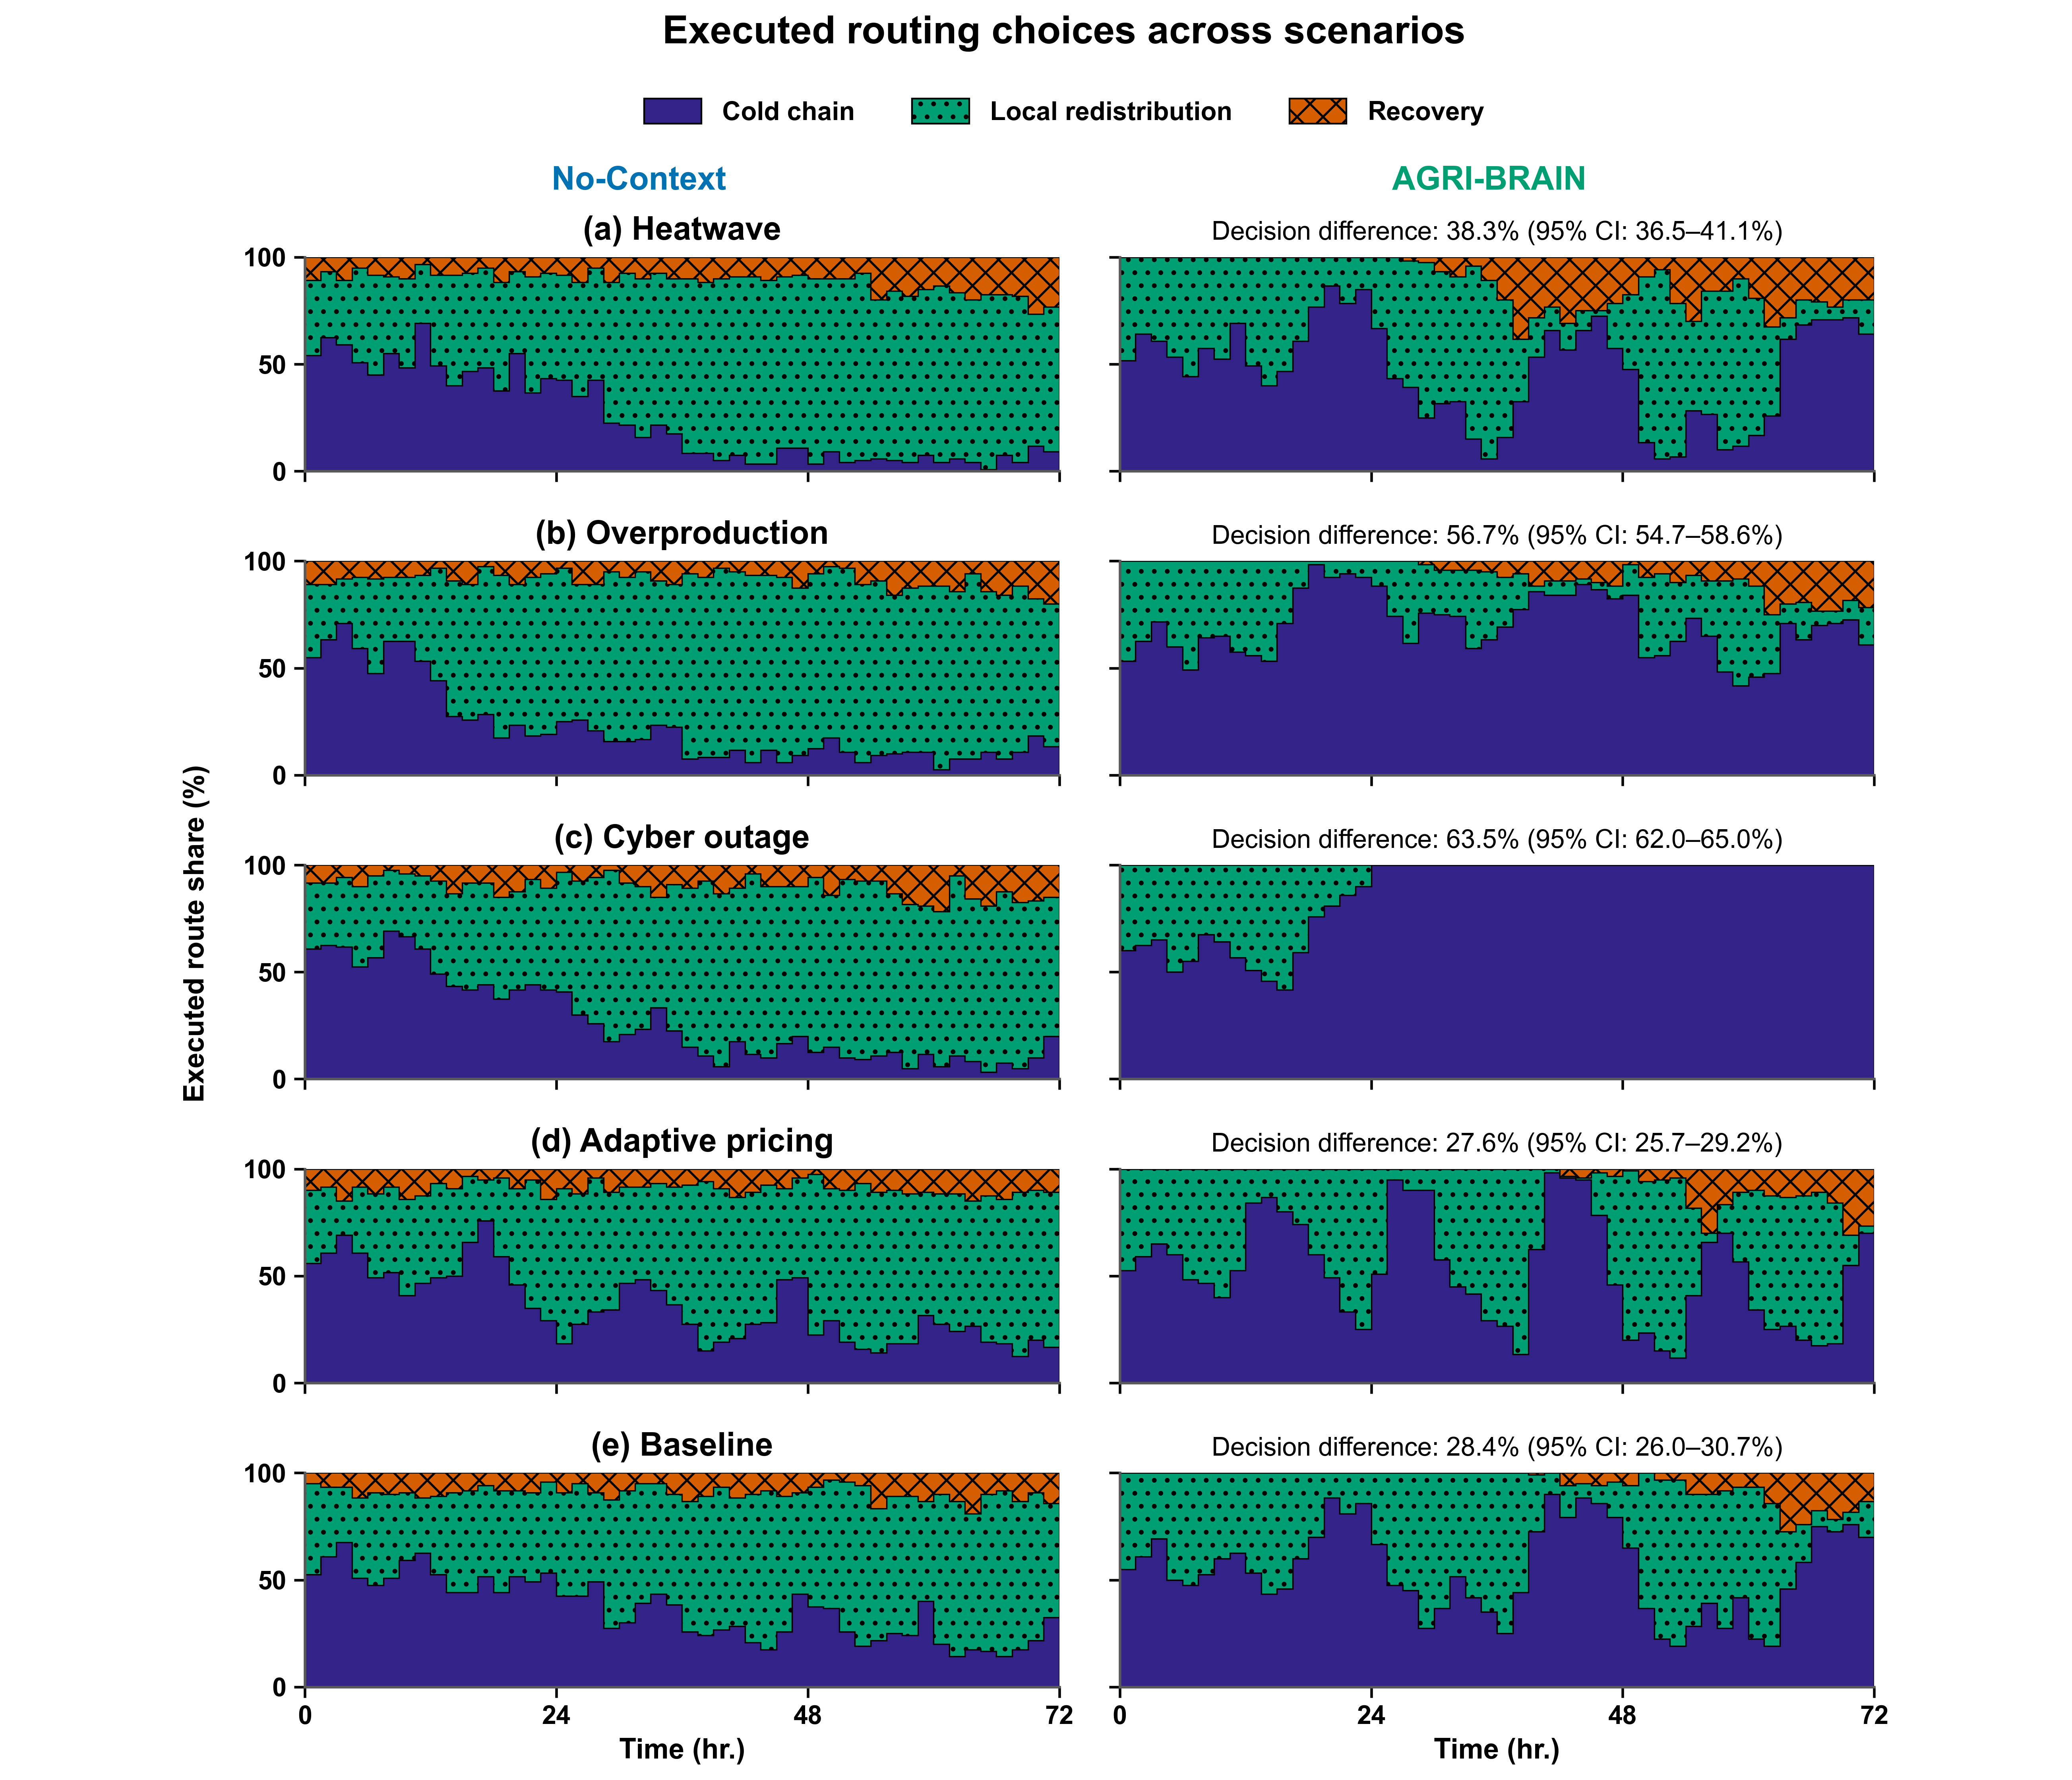 Executed routing choices across scenarios
Cold chain Local redistribution Recovery
No-Context AGRI-BRAIN
(a) Heatwave Decision difference: 38.3% (95% CI: 36.5–41.1%)
100
50
0
(b) Overproduction Decision difference: 56.7% (95% CI: 54.7–58.6%)
100
50
0
(c) Cyber outage Decision difference: 63.5% (95% CI: 62.0–65.0%)
100
50
0
Executed route share (%)
(d) Adaptive pricing Decision difference: 27.6% (95% CI: 25.7–29.2%)
100
50
0
(e) Baseline Decision difference: 28.4% (95% CI: 26.0–30.7%)
100
50
0
0 24 48 72 0 24 48 72
Time (hr.) Time (hr.)